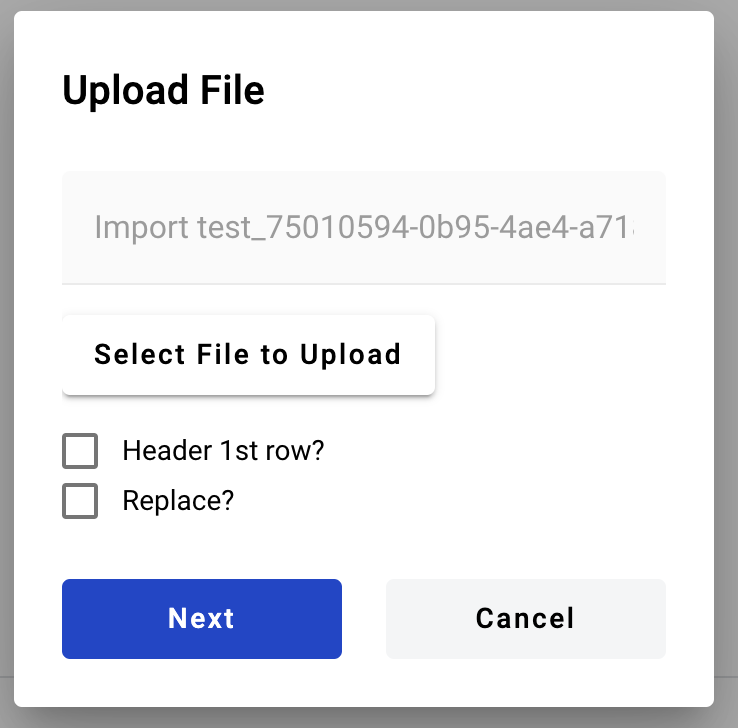 Upload File
Import test_75010594-0b95-4ae4-a71
Select File to Upload
Header 1st row?
Replace?
Next
Cancel